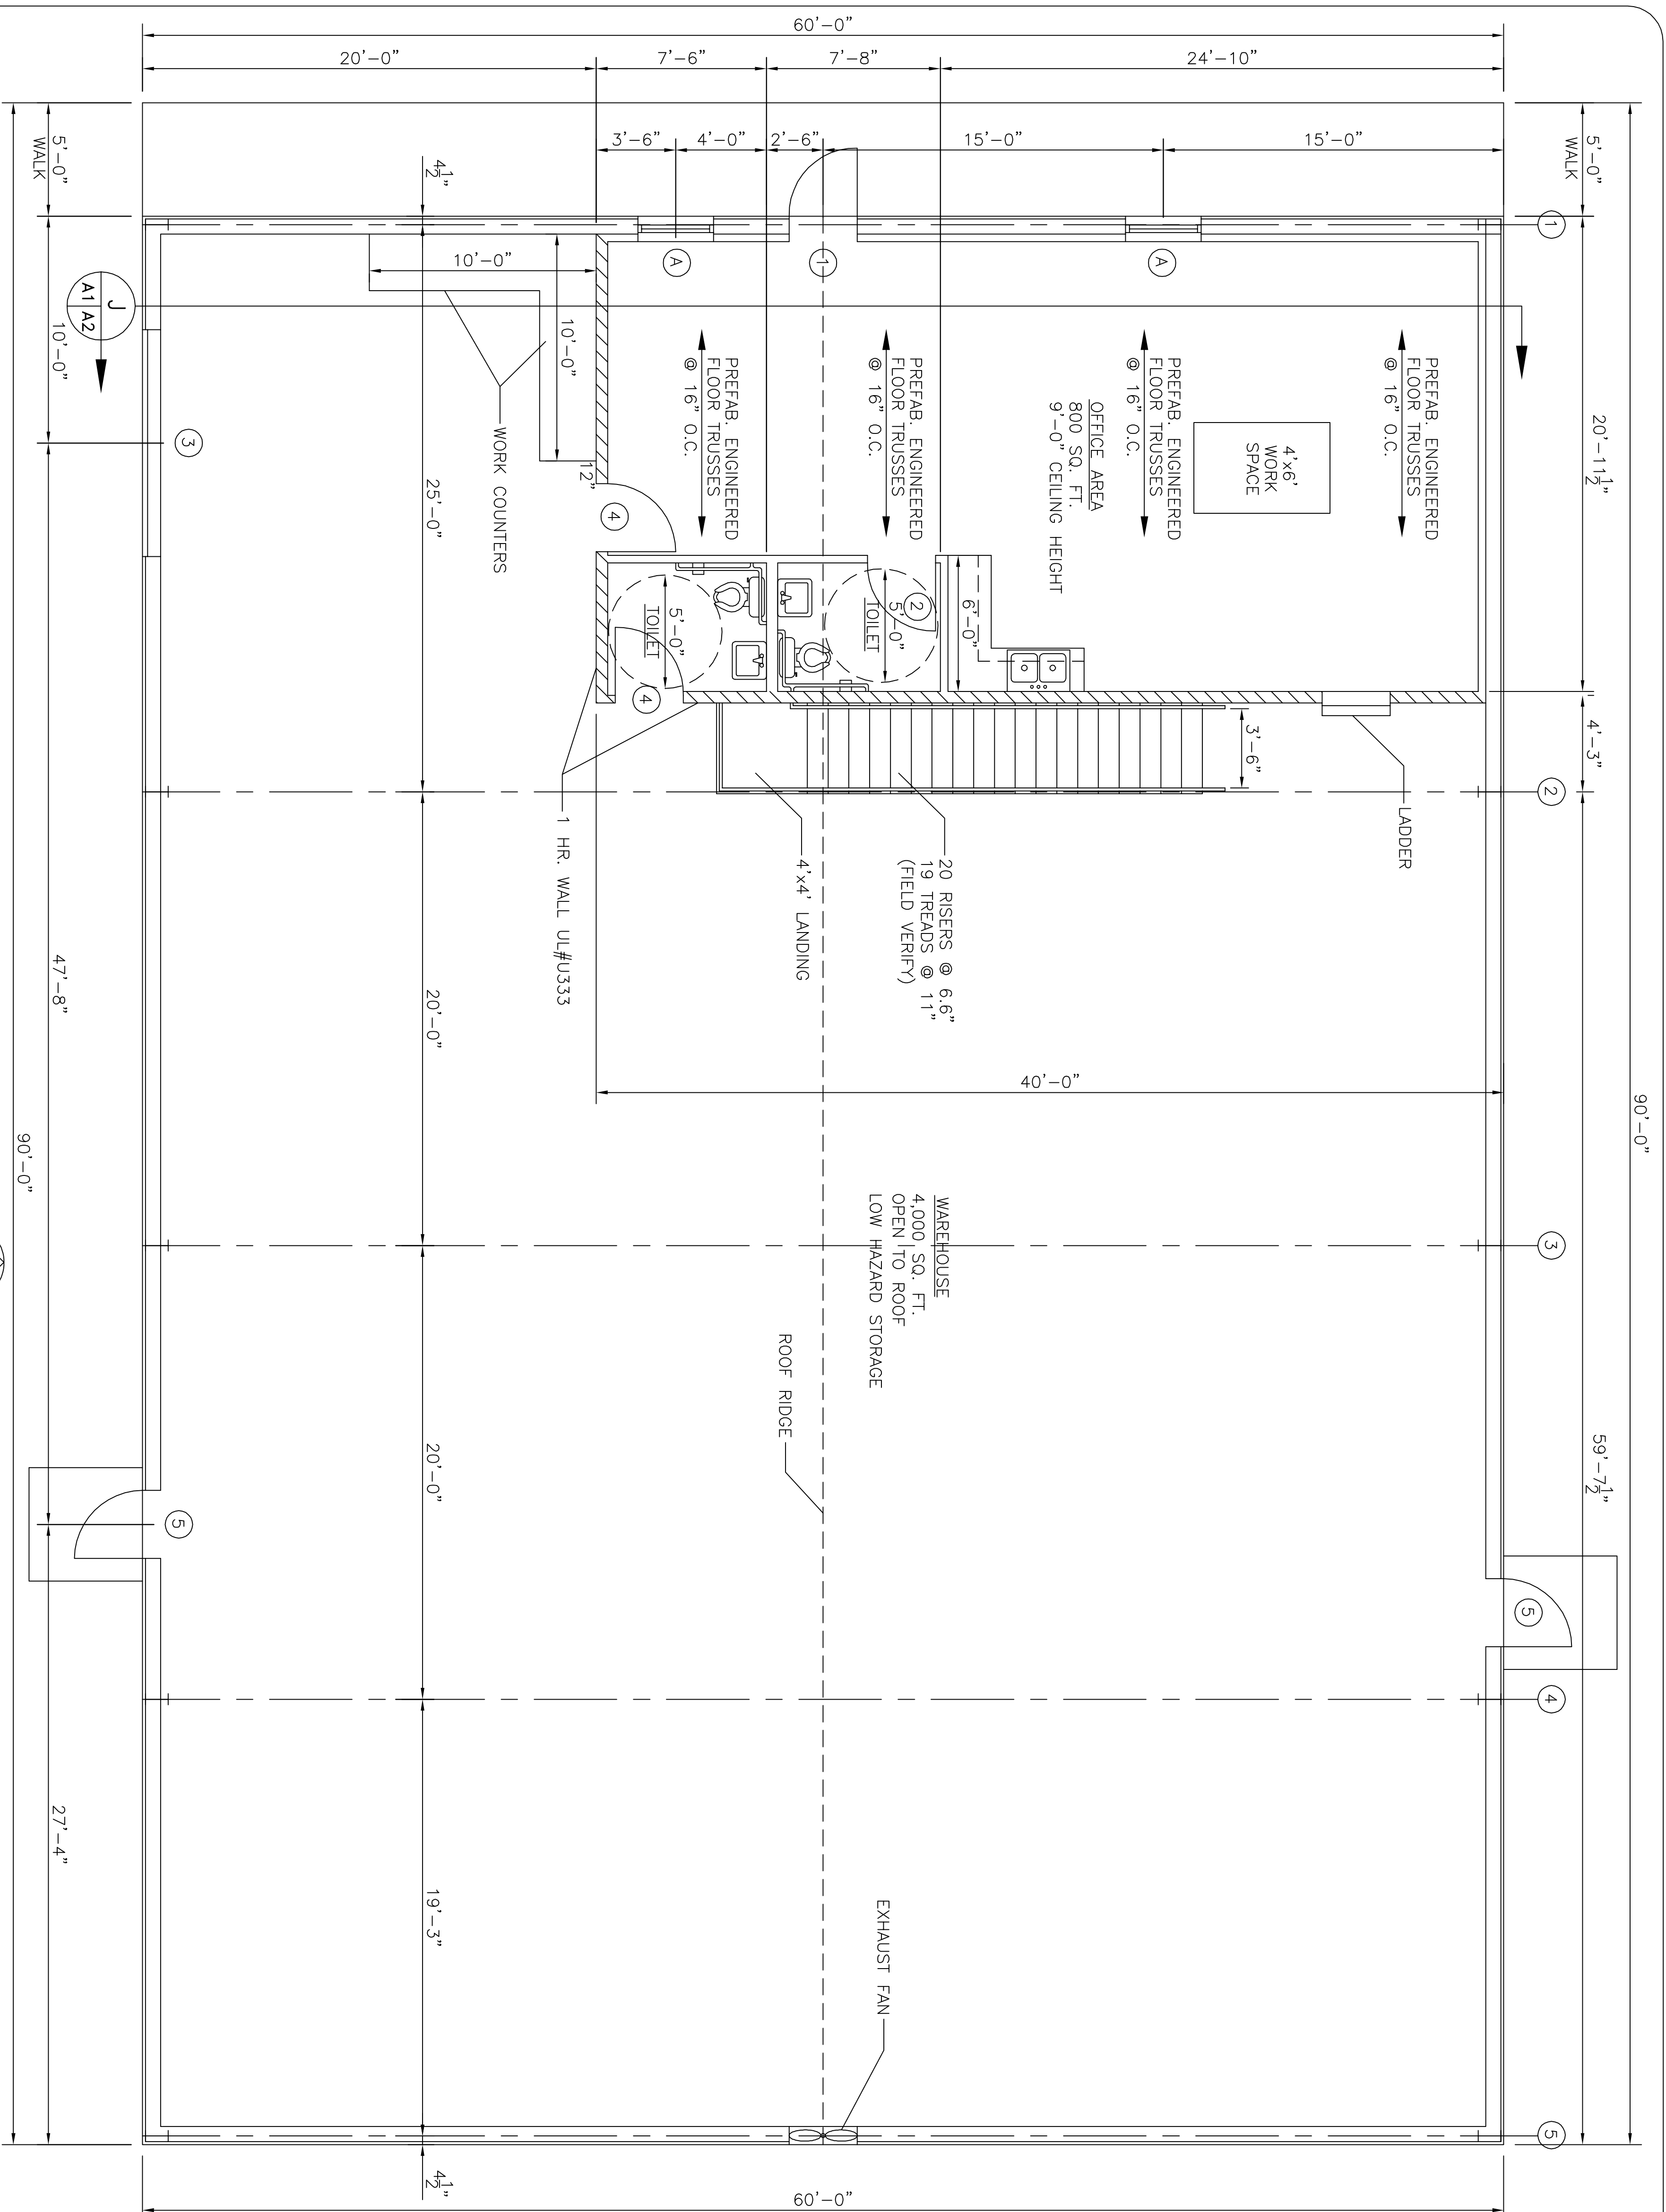 60'-0"
20'-0"
7'-6"
7'-8"
24'-10"
3'-6"
4'-0"
2'-6"
15'-0"
15'-0"
90'-0"
5'-0"
WALK
20'-11½"
4'-3"
59'-7½"
1
2
3
4
5
A
1
A
PREFAB. ENGINEERED
FLOOR TRUSSES
@ 16" O.C.
4'x6'
WORK
SPACE
PREFAB. ENGINEERED
FLOOR TRUSSES
@ 16" O.C.
OFFICE AREA
800 SQ. FT.
9'-0" CEILING HEIGHT
PREFAB. ENGINEERED
FLOOR TRUSSES
@ 16" O.C.
PREFAB. ENGINEERED
FLOOR TRUSSES
@ 16" O.C.
LADDER
3'-6"
6'-0"
2
5'-0"
TOILET
5'-0"
TOILET
4
4
12"
10'-0"
10'-0"
WORK COUNTERS
20 RISERS @ 6.6"
19 TREADS @ 11"
(FIELD VERIFY)
4'x4' LANDING
1 HR. WALL UL#U333
40'-0"
WAREHOUSE
4,000 SQ. FT.
OPEN TO ROOF
LOW HAZARD STORAGE
ROOF RIDGE
EXHAUST FAN
5
4½"
25'-0"
20'-0"
20'-0"
19'-3"
4½"
3
5
J
A1 A2
5'-0"
WALK
10'-0"
47'-8"
27'-4"
90'-0"
60'-0"